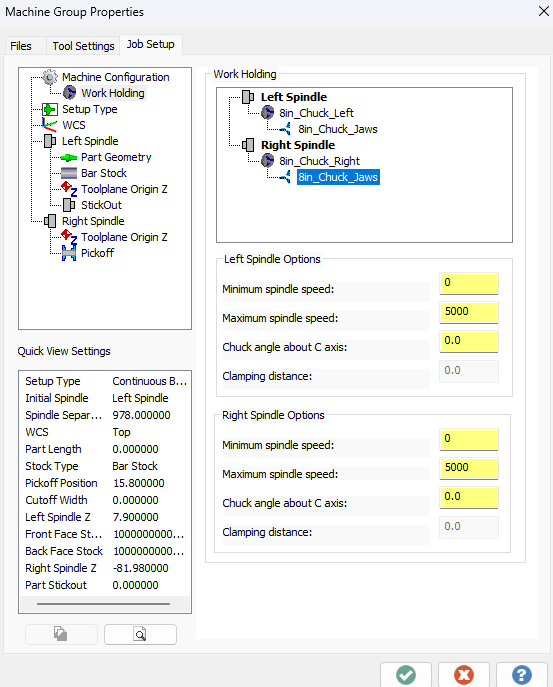 Machine Group Properties
Files
Tool Settings
Job Setup
Machine Configuration
Work Holding
Setup Type
WCS
Left Spindle
Part Geometry
Bar Stock
Toolplane Origin Z
StickOut
Right Spindle
Toolplane Origin Z
Pickoff
Quick View Settings
Setup Type Continuous B...
Initial Spindle Left Spindle
Spindle Separ... 978.000000
WCS Top
Part Length 0.000000
Stock Type Bar Stock
Pickoff Position 15.800000
Cutoff Width 0.000000
Left Spindle Z 7.900000
Front Face St... 1000000000...
Back Face Stock 1000000000...
Right Spindle Z -81.980000
Part Stickout 0.000000
Work Holding
Left Spindle
8in_Chuck_Left
8in_Chuck_Jaws
Right Spindle
8in_Chuck_Right
8in_Chuck_Jaws
Left Spindle Options
Minimum spindle speed: 0
Maximum spindle speed: 5000
Chuck angle about C axis: 0.0
Clamping distance: 0.0
Right Spindle Options
Minimum spindle speed: 0
Maximum spindle speed: 5000
Chuck angle about C axis: 0.0
Clamping distance: 0.0